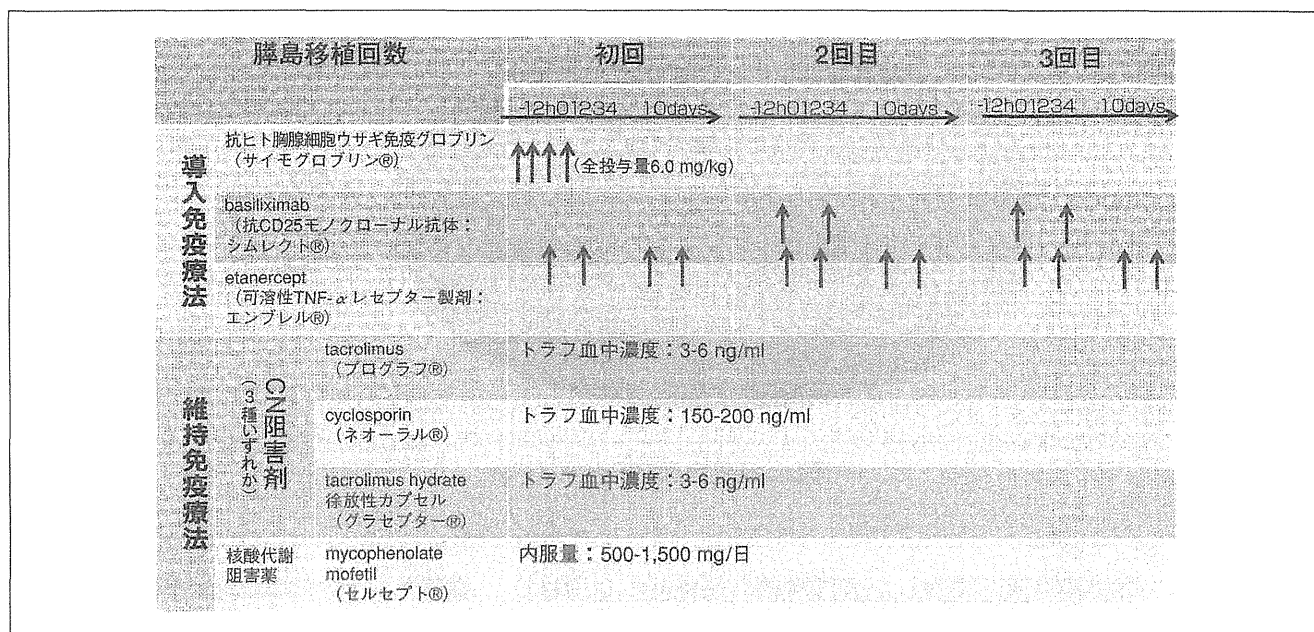 膵島移植回数
初回
2回目
3回目
-12h01234 10days
-12h01234 10days
-12h01234 10days
導入免疫療法
抗ヒト胸腺細胞ウサギ免疫グロブリン
（サイモグロブリン®）
(全投与量6.0 mg/kg)
basiliximab
（抗CD25モノクローナル抗体：
シムレクト®）
etanercept
（可溶性TNF-αレセプター製剤：
エンブレル®）
維持免疫療法
CN阻害剤
（3種いずれか）
tacrolimus
（プログラフ®）
トラフ血中濃度：3-6 ng/ml
cyclosporin
（ネオーラル®）
トラフ血中濃度：150-200 ng/ml
tacrolimus hydrate
徐放性カプセル
（グラセプター®）
トラフ血中濃度：3-6 ng/ml
核酸代謝
阻害薬
mycophenolate
mofetil
（セルセプト®）
内服量：500-1,500 mg/日